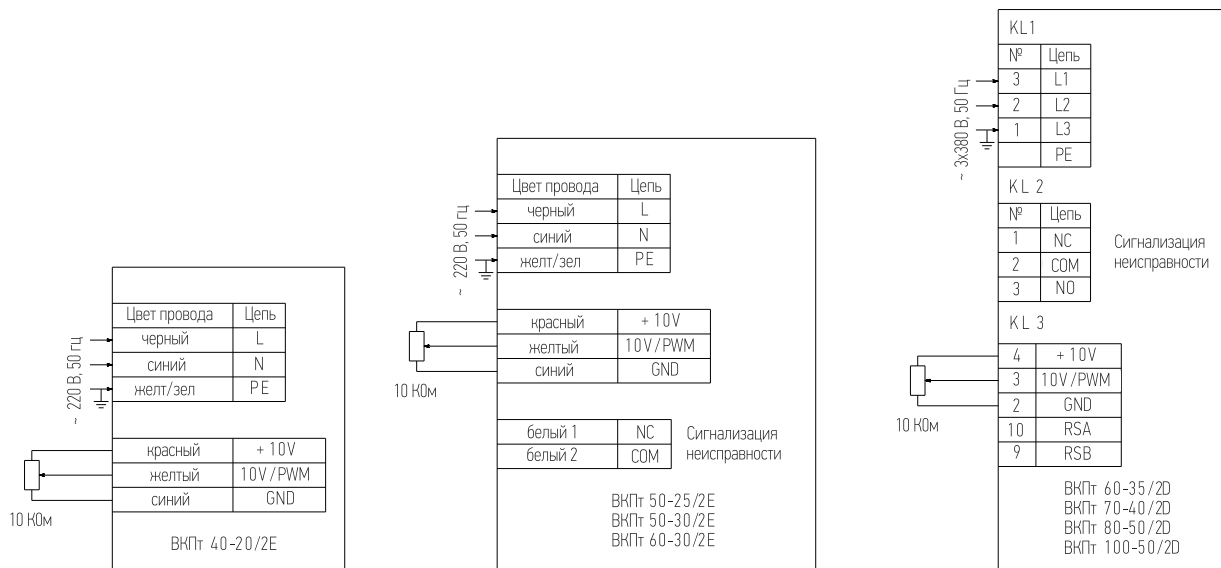 Цвет провода Цепь
~ 220 В, 50 гц
черный L
синий N
желт/зел PE
красный + 10V
желтый 10V/PWM
синий GND
10 КОм
ВКПт 40-20/2Е
Цвет провода Цепь
~ 220 В, 50 гц
черный L
синий N
желт/зел PE
красный + 10V
желтый 10V/PWM
синий GND
10 КОм
белый 1 NC
белый 2 COM
Сигнализация
неисправности
ВКПт 50-25/2Е
ВКПт 50-30/2Е
ВКПт 60-30/2Е
KL1
№ Цепь
~ 3х380 В, 50 Гц
3 L1
2 L2
1 L3
PE
KL 2
№ Цепь
1 NC
2 COM
3 NO
Сигнализация
неисправности
KL 3
4 + 10V
3 10V/PWM
2 GND
10 RSA
9 RSB
10 КОм
ВКПт 60-35/2D
ВКПт 70-40/2D
ВКПт 80-50/2D
ВКПт 100-50/2D